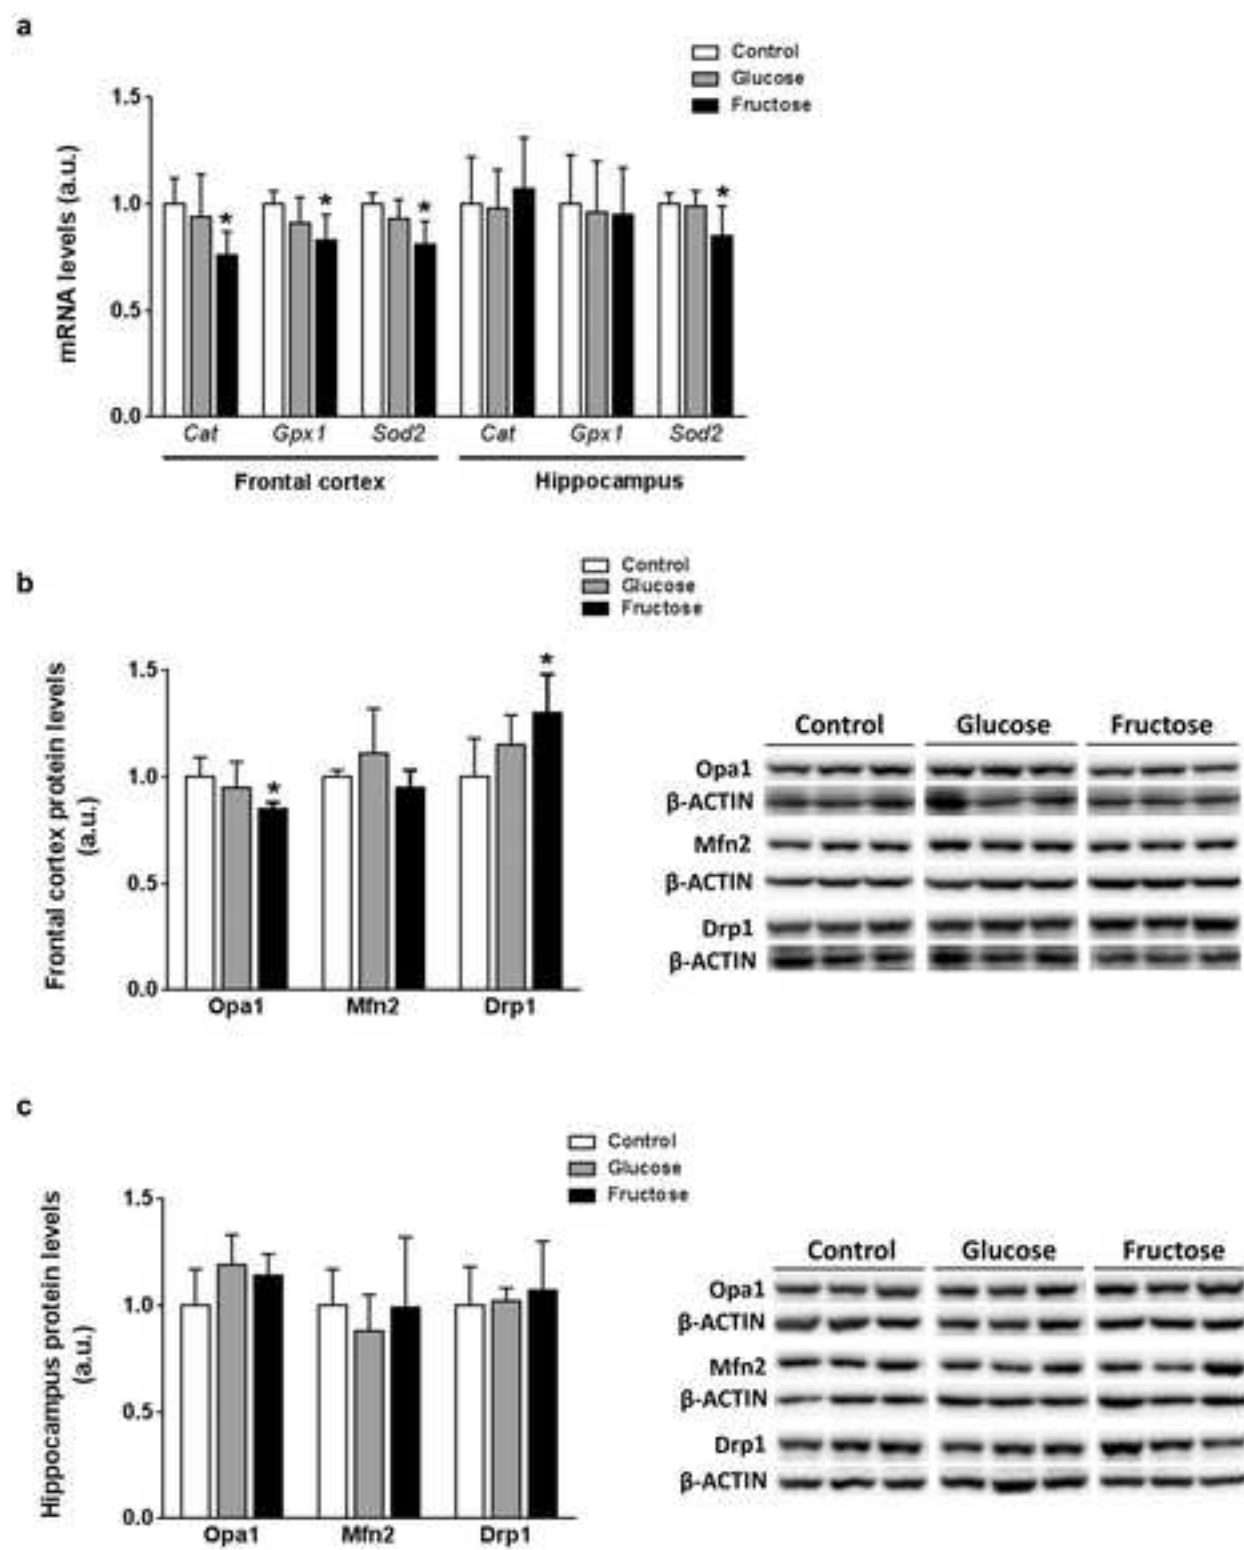 a
Control
Glucose
Fructose
mRNA levels (a.u.)
1.5
1.0
0.5
0.0
* * * *
Cat Gpx1 Sod2 Cat Gpx1 Sod2
Frontal cortex Hippocampus
b
Control
Glucose
Fructose
Frontal cortex protein levels
(a.u.)
1.5
1.0
0.5
0.0
* *
Opa1 Mfn2 Drp1
Control Glucose Fructose
Opa1
β-ACTIN
Mfn2
β-ACTIN
Drp1
β-ACTIN
c
Control
Glucose
Fructose
Hippocampus protein levels
(a.u.)
1.5
1.0
0.5
0.0
Opa1 Mfn2 Drp1
Control Glucose Fructose
Opa1
β-ACTIN
Mfn2
β-ACTIN
Drp1
β-ACTIN